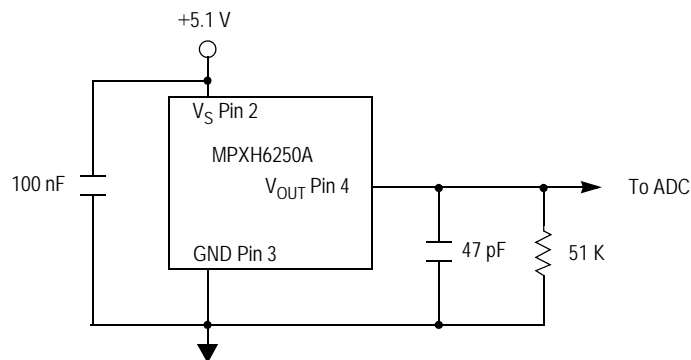 +5.1 V
V_S Pin 2
MPXH6250A
100 nF
V_OUT Pin 4
To ADC
GND Pin 3
47 pF
51 K